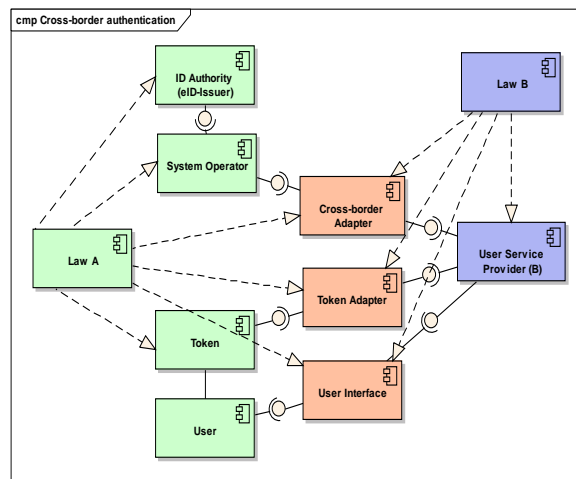 cmp Cross-border authentication
ID Authority
(eID-Issuer)
Law B
System Operator
Cross-border
Adapter
User Service
Provider (B)
Law A
Token Adapter
Token
User Interface
User